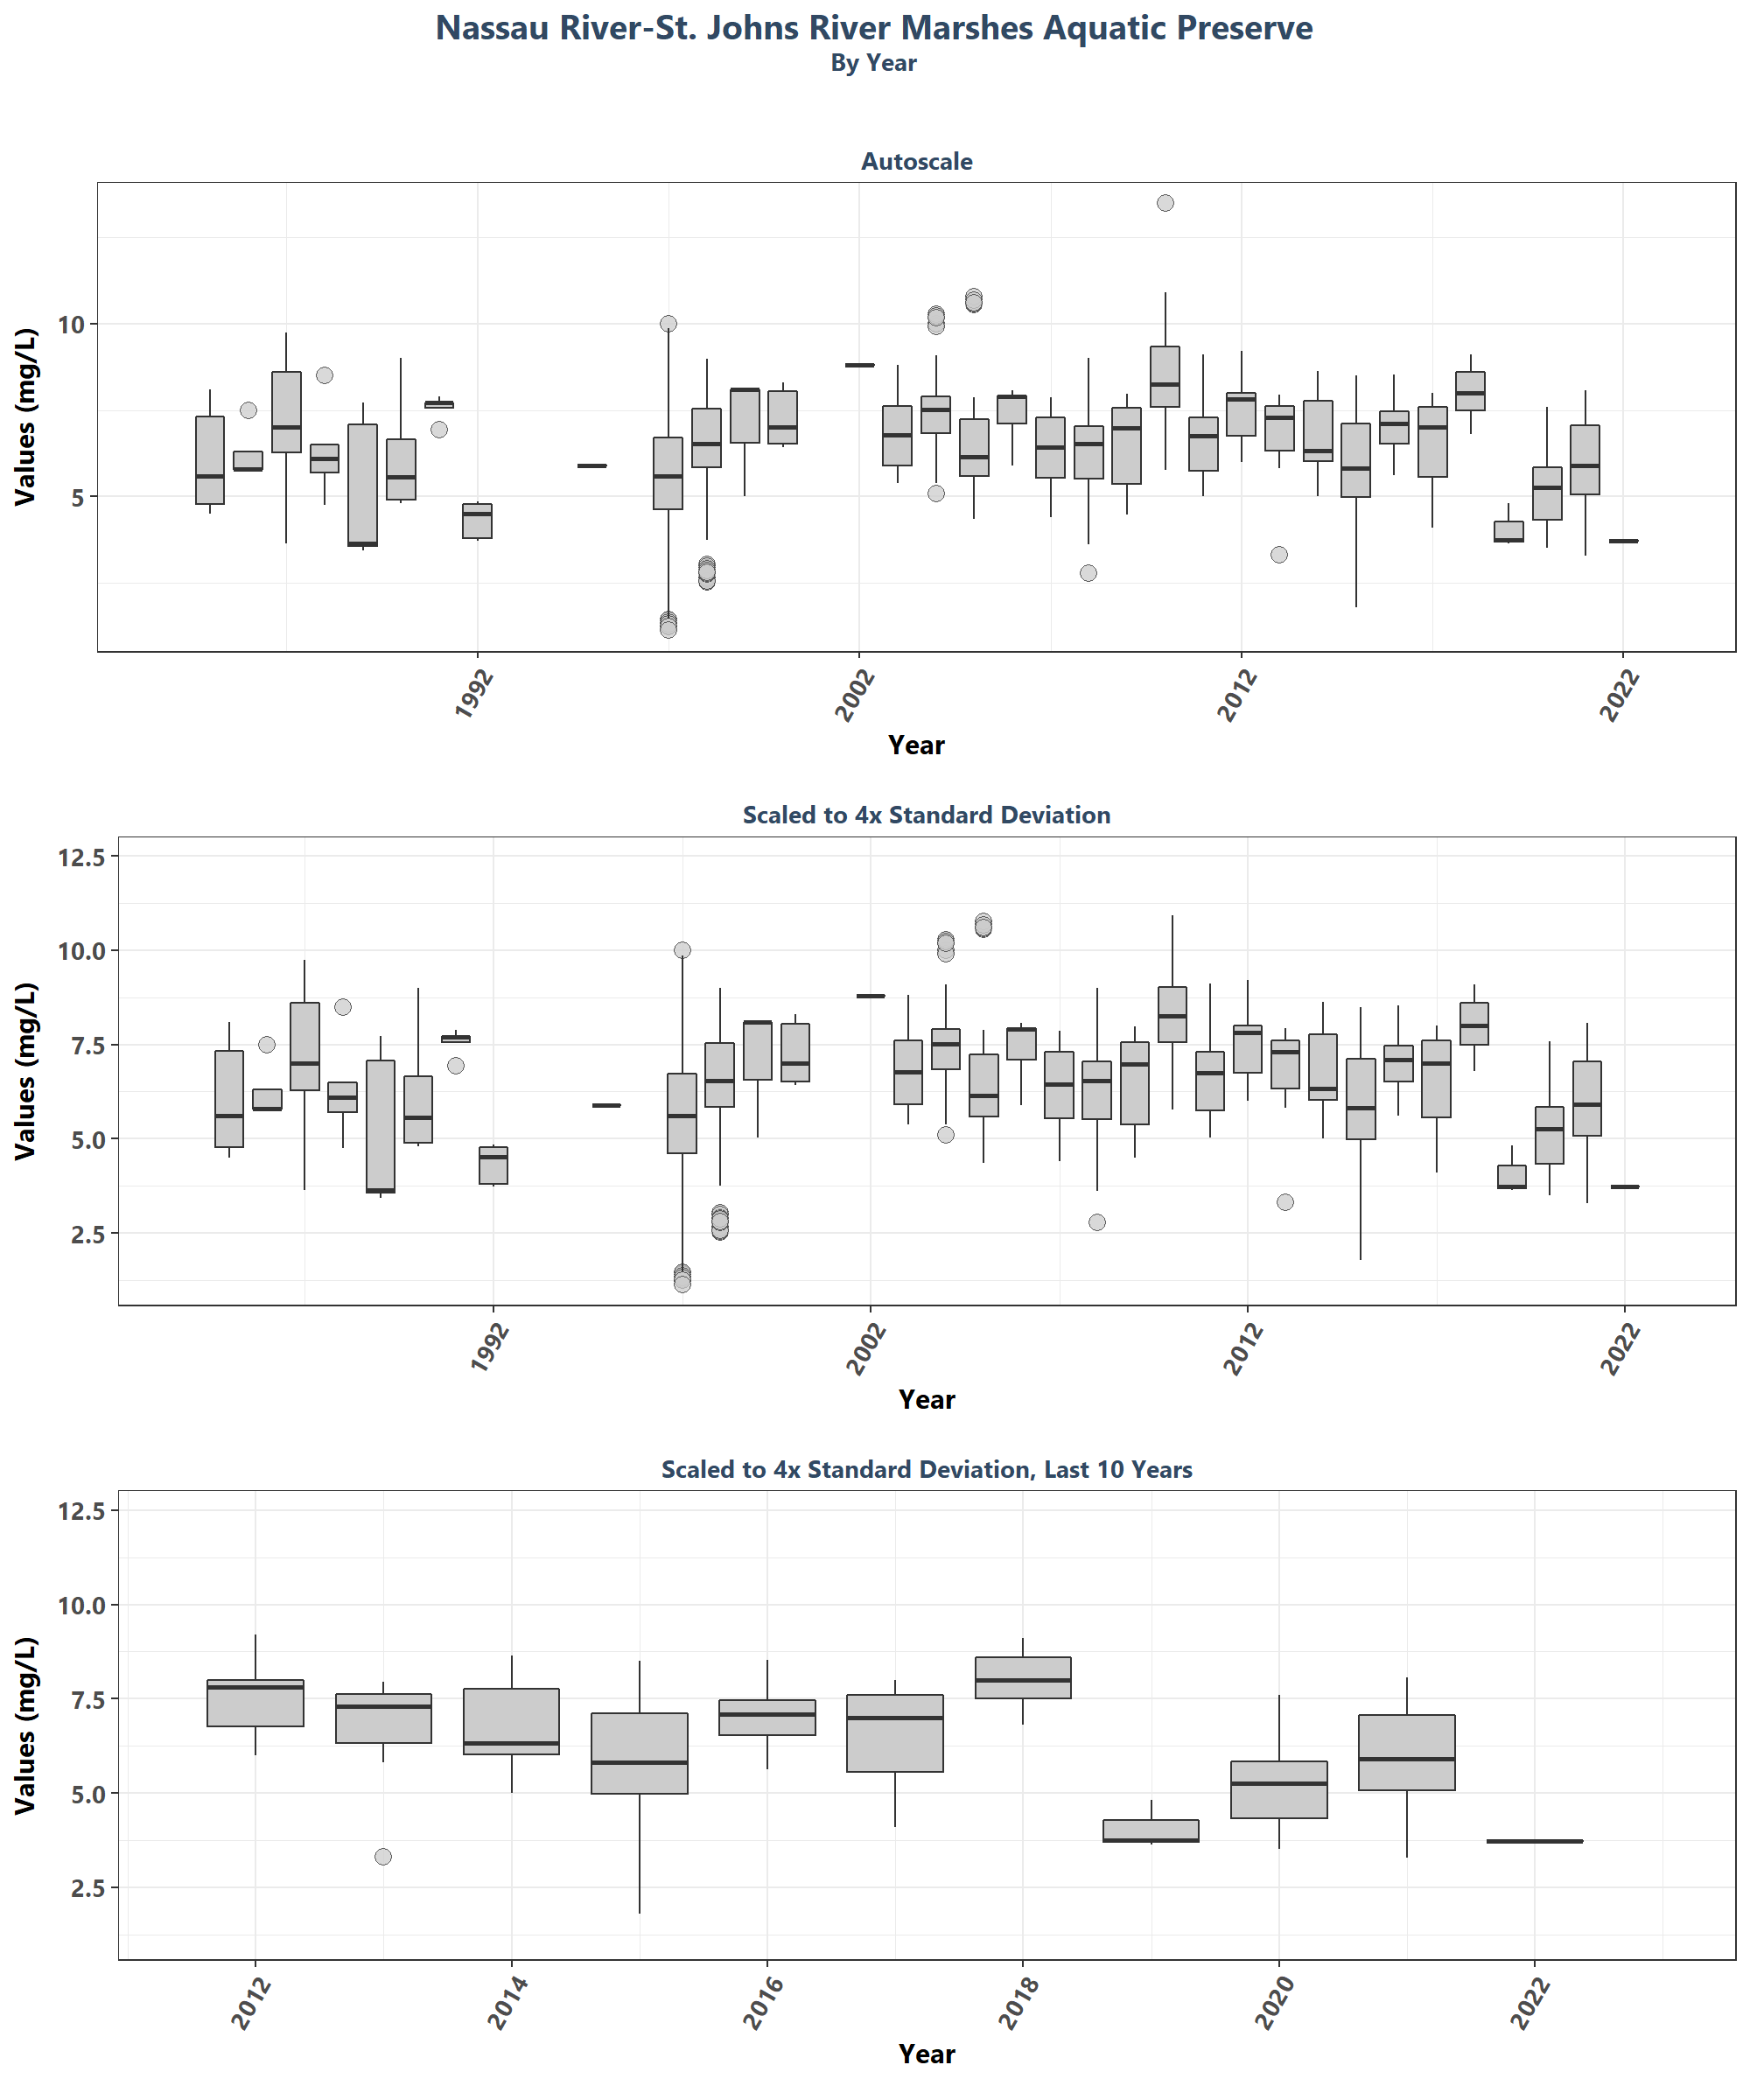 Nassau River-St. Johns River Marshes Aquatic Preserve
By Year
Autoscale
Values (mg/L)
10
5
1992
2002
2012
2022
Year
Scaled to 4x Standard Deviation
Values (mg/L)
12.5
10.0
7.5
5.0
2.5
1992
2002
2012
2022
Year
Scaled to 4x Standard Deviation, Last 10 Years
Values (mg/L)
12.5
10.0
7.5
5.0
2.5
2012
2014
2016
2018
2020
2022
Year